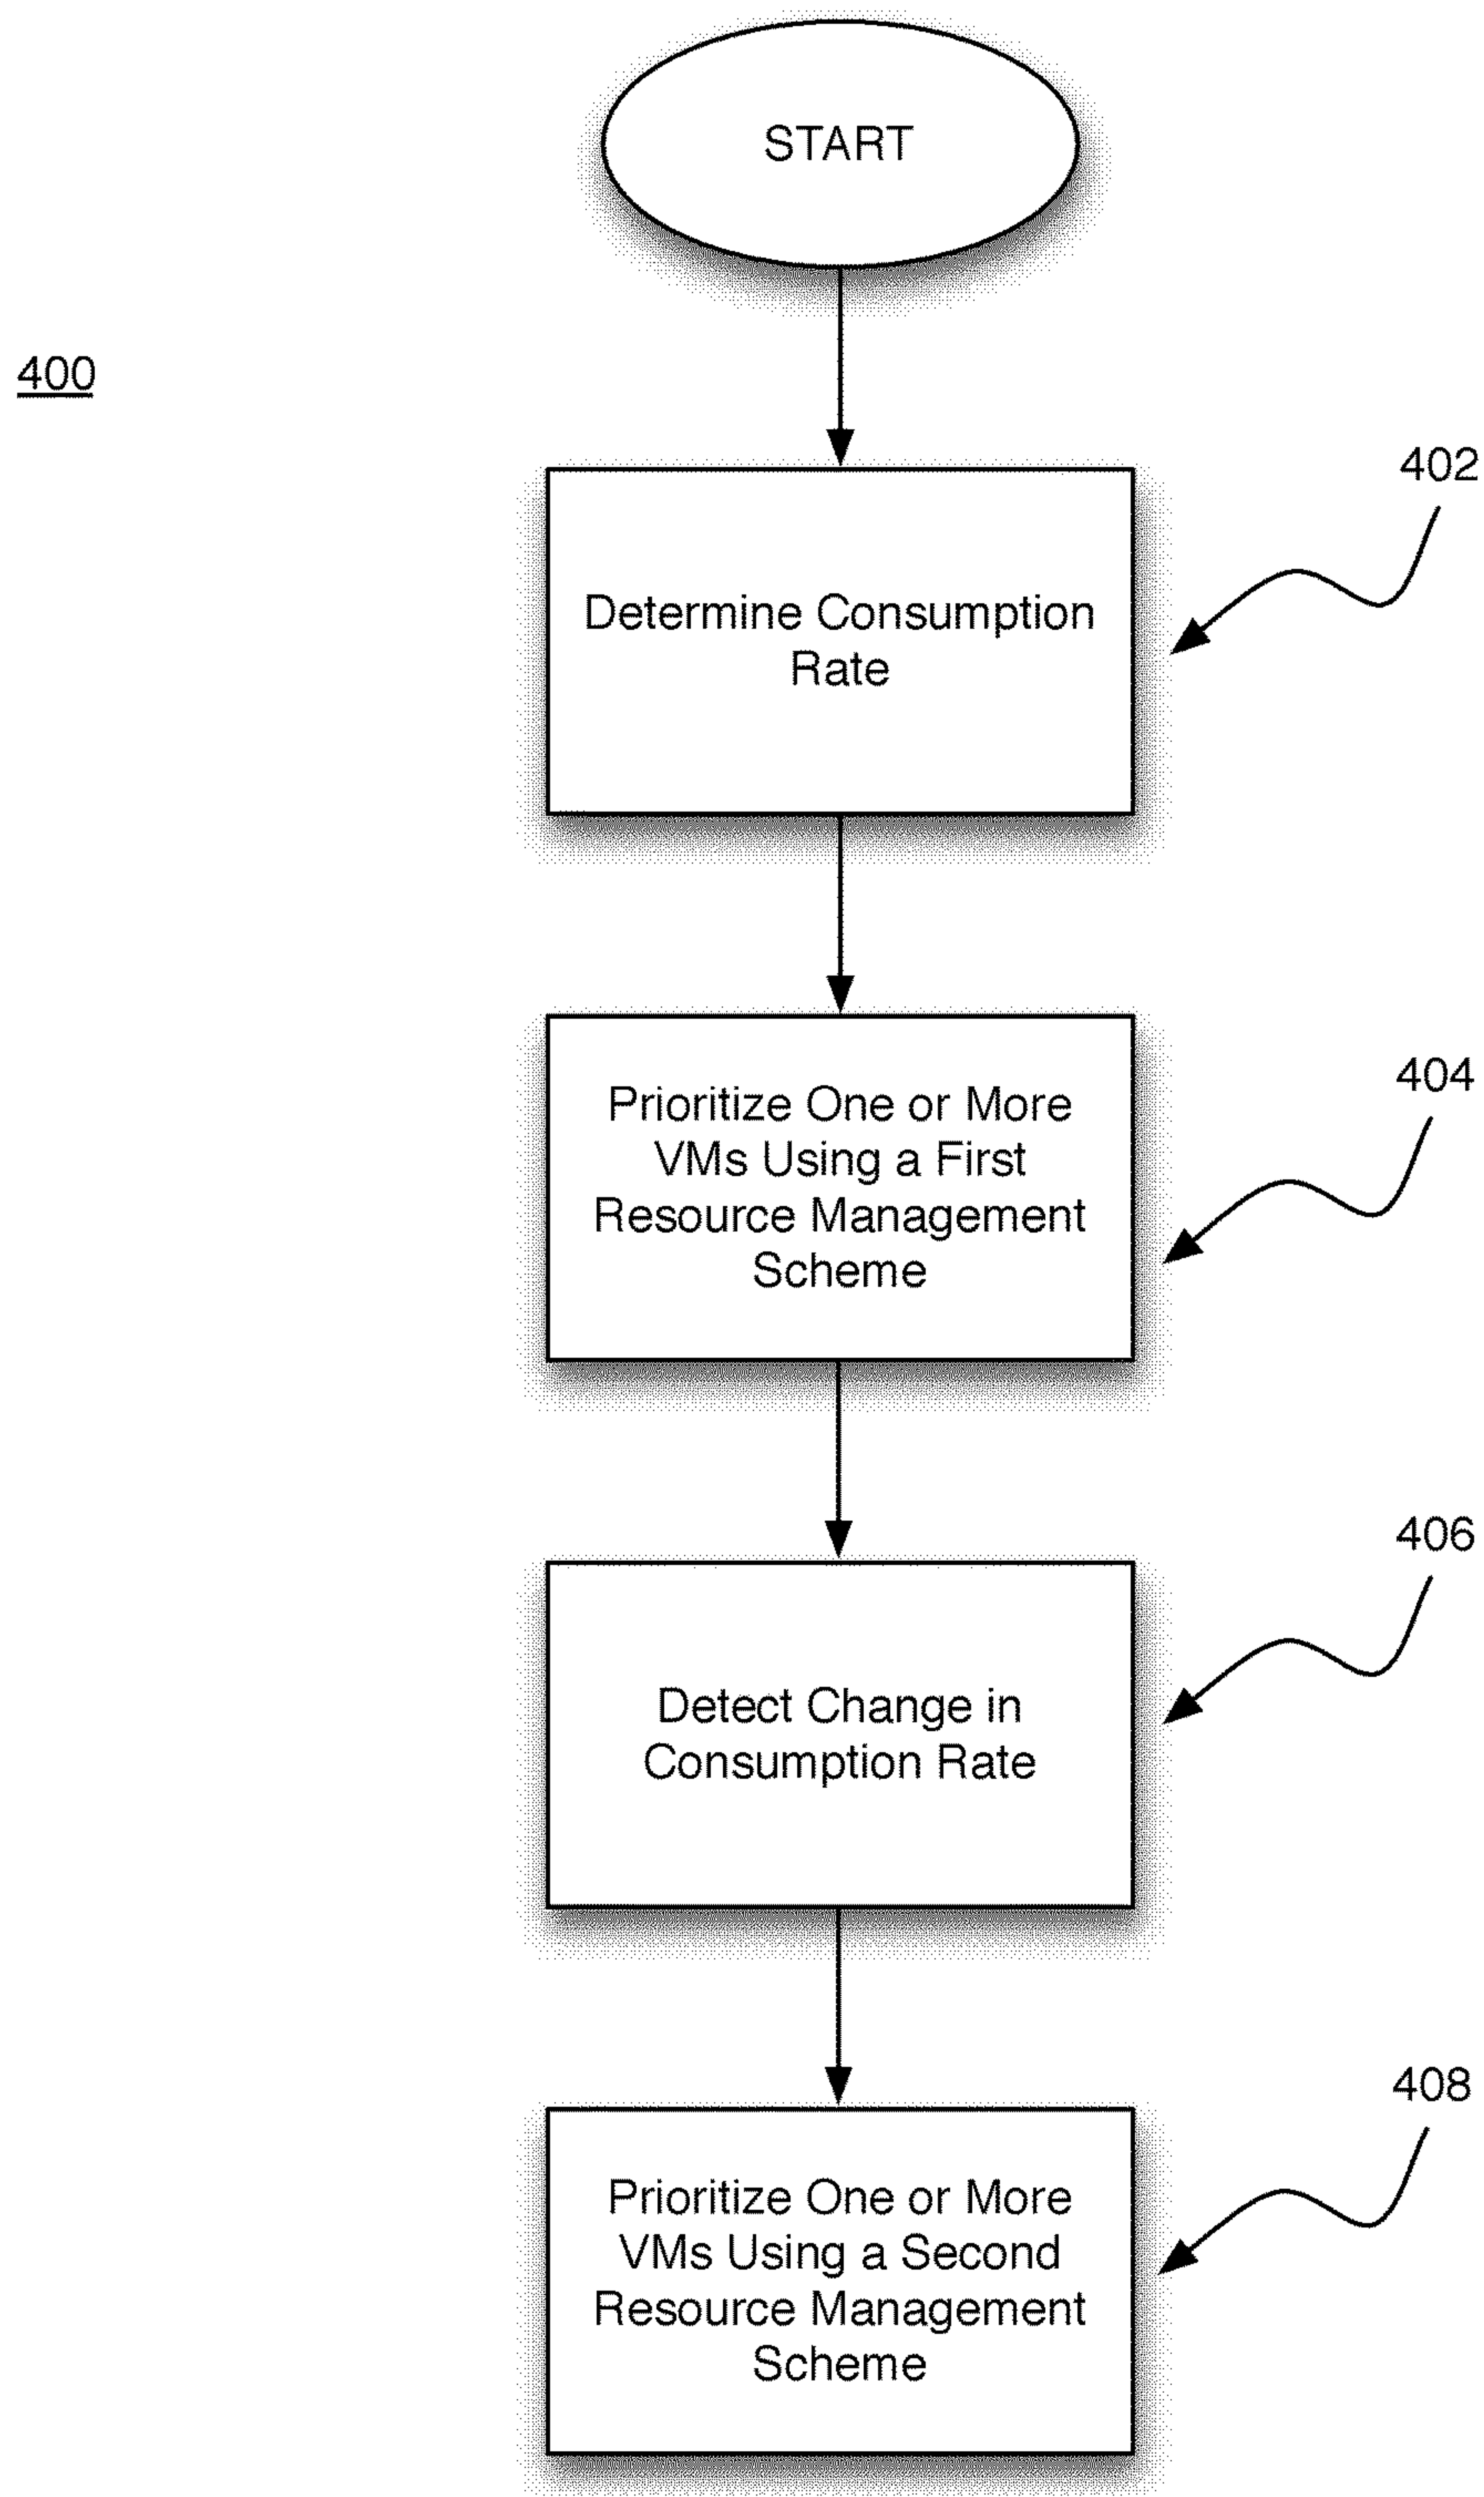 START
400
402
Determine Consumption
Rate
404
Prioritize One or More
VMs Using a First
Resource Management
Scheme
406
Detect Change in
Consumption Rate
408
Prioritize One or More
VMs Using a Second
Resource Management
Scheme